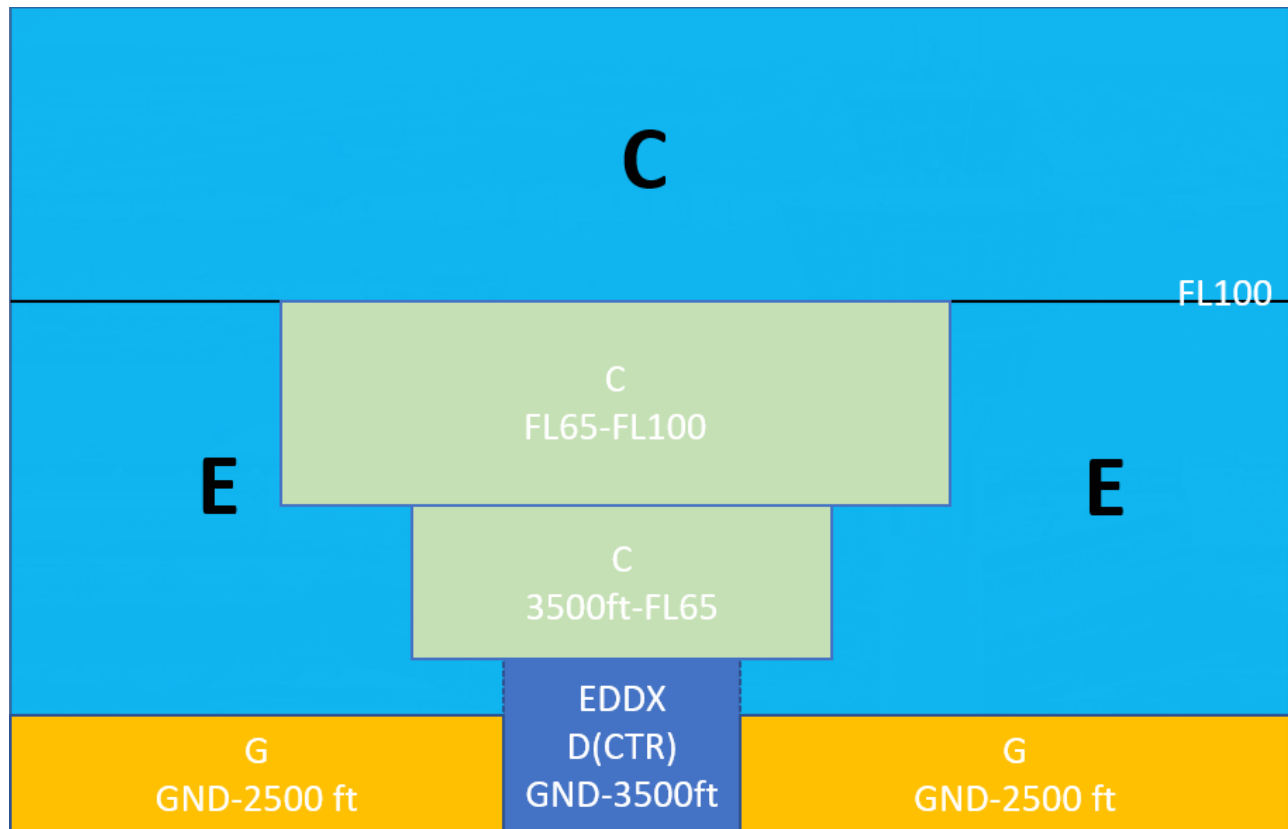 C
FL100
C
FL65-FL100
E
E
C
3500ft-FL65
EDDX
D(CTR)
GND-3500ft
G
GND-2500 ft
G
GND-2500 ft